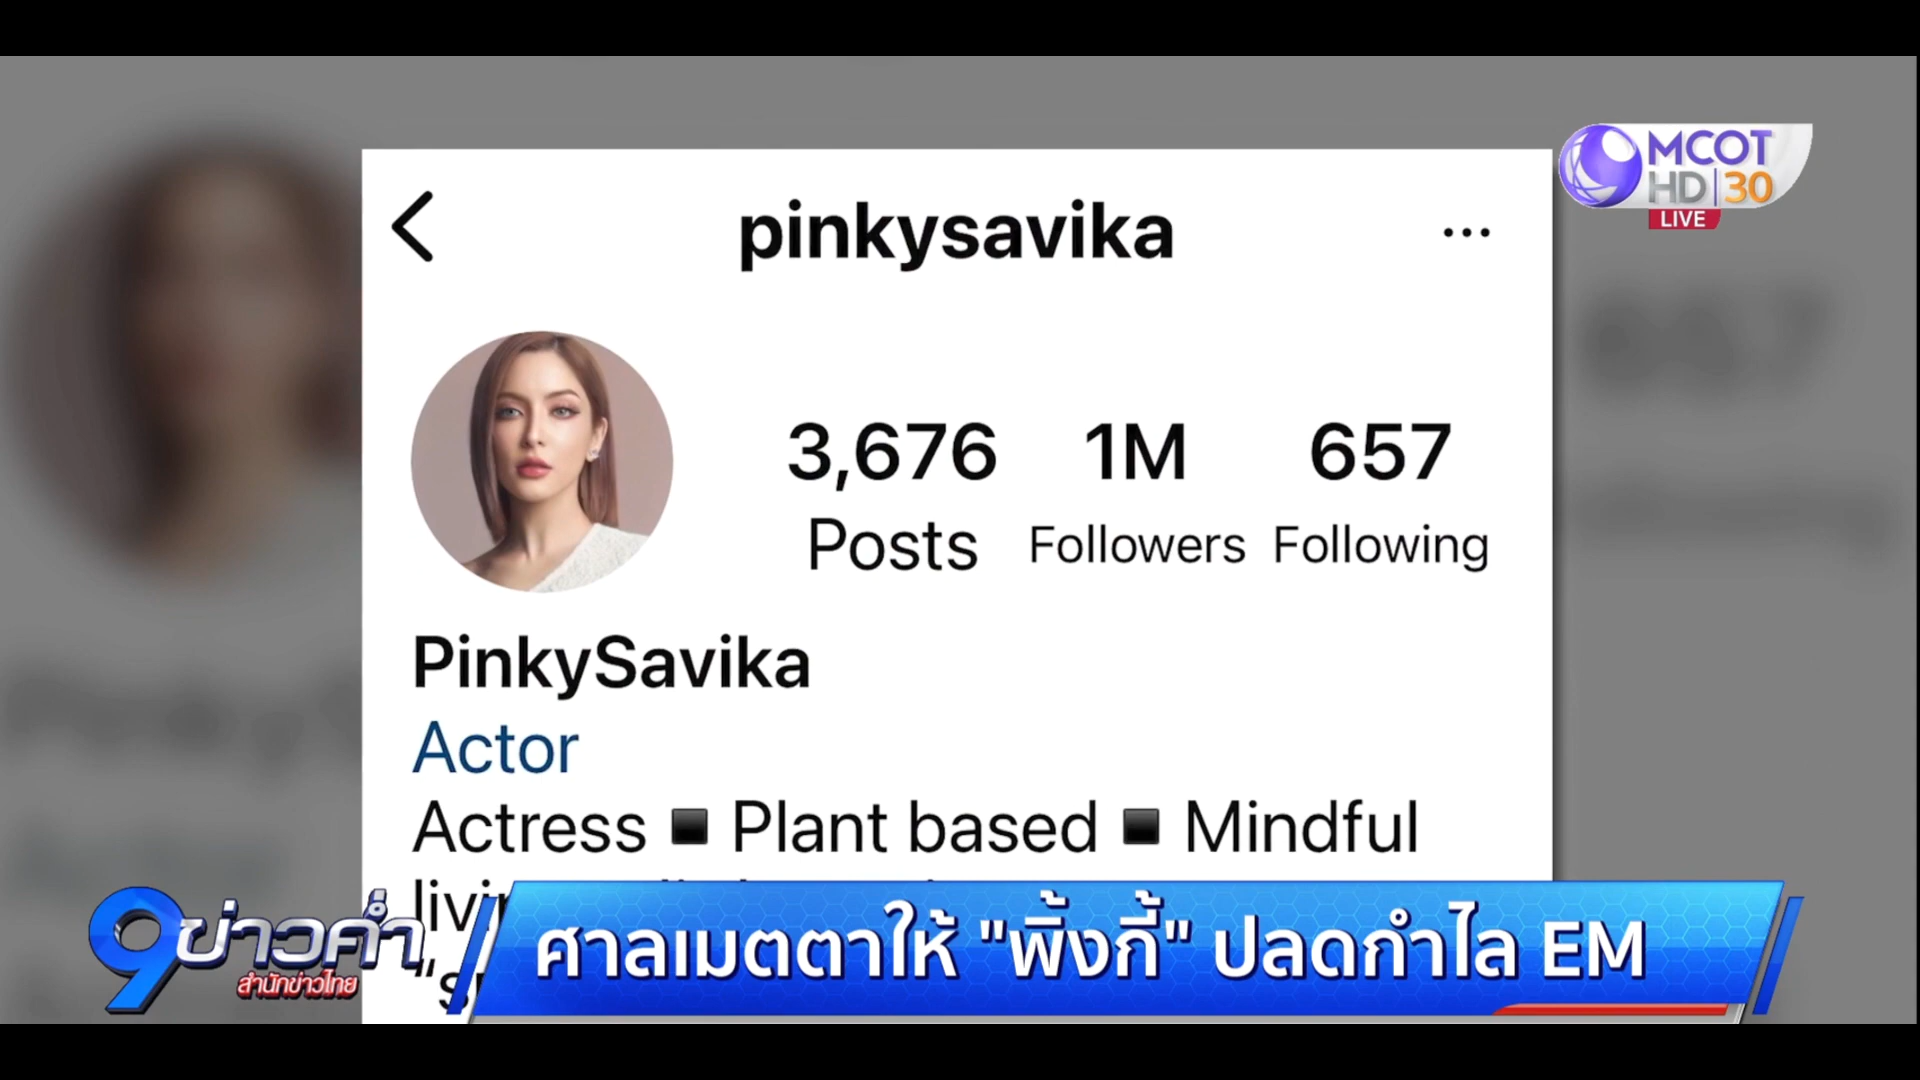 MCOT
HD 30
LIVE
pinkysavika
3,676 1M 657
Posts Followers Following
PinkySavika
Actor
Actress ▪ Plant based ▪ Mindful
9ข่าวค่ำ
สำนักข่าวไทย
ศาลเมตตาให้ "พิ้งกี้" ปลดกำไล EM